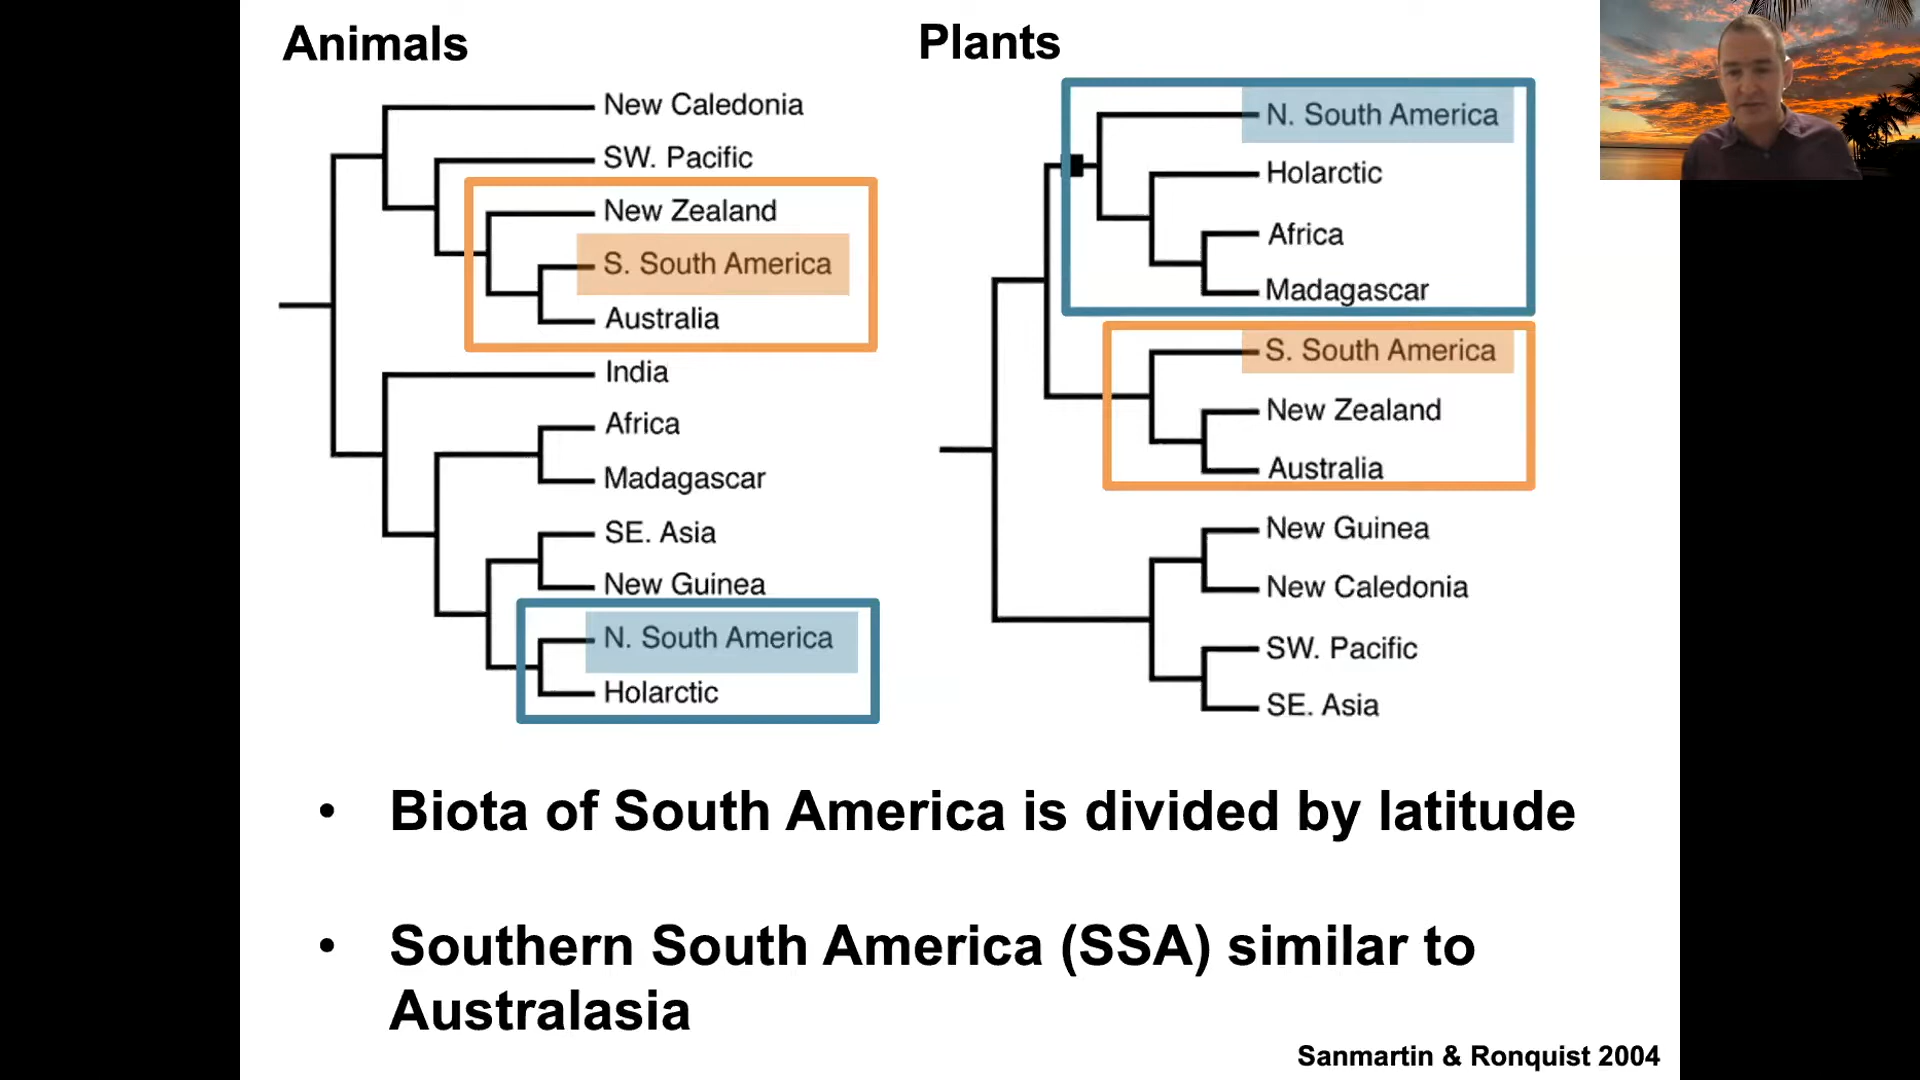 Animals
New Caledonia
SW. Pacific
New Zealand
S. South America
Australia
India
Africa
Madagascar
SE. Asia
New Guinea
N. South America
Holarctic
Plants
N. South America
Holarctic
Africa
Madagascar
S. South America
New Zealand
Australia
New Guinea
New Caledonia
SW. Pacific
SE. Asia
• Biota of South America is divided by latitude
• Southern South America (SSA) similar to
Australasia
Sanmartin & Ronquist 2004